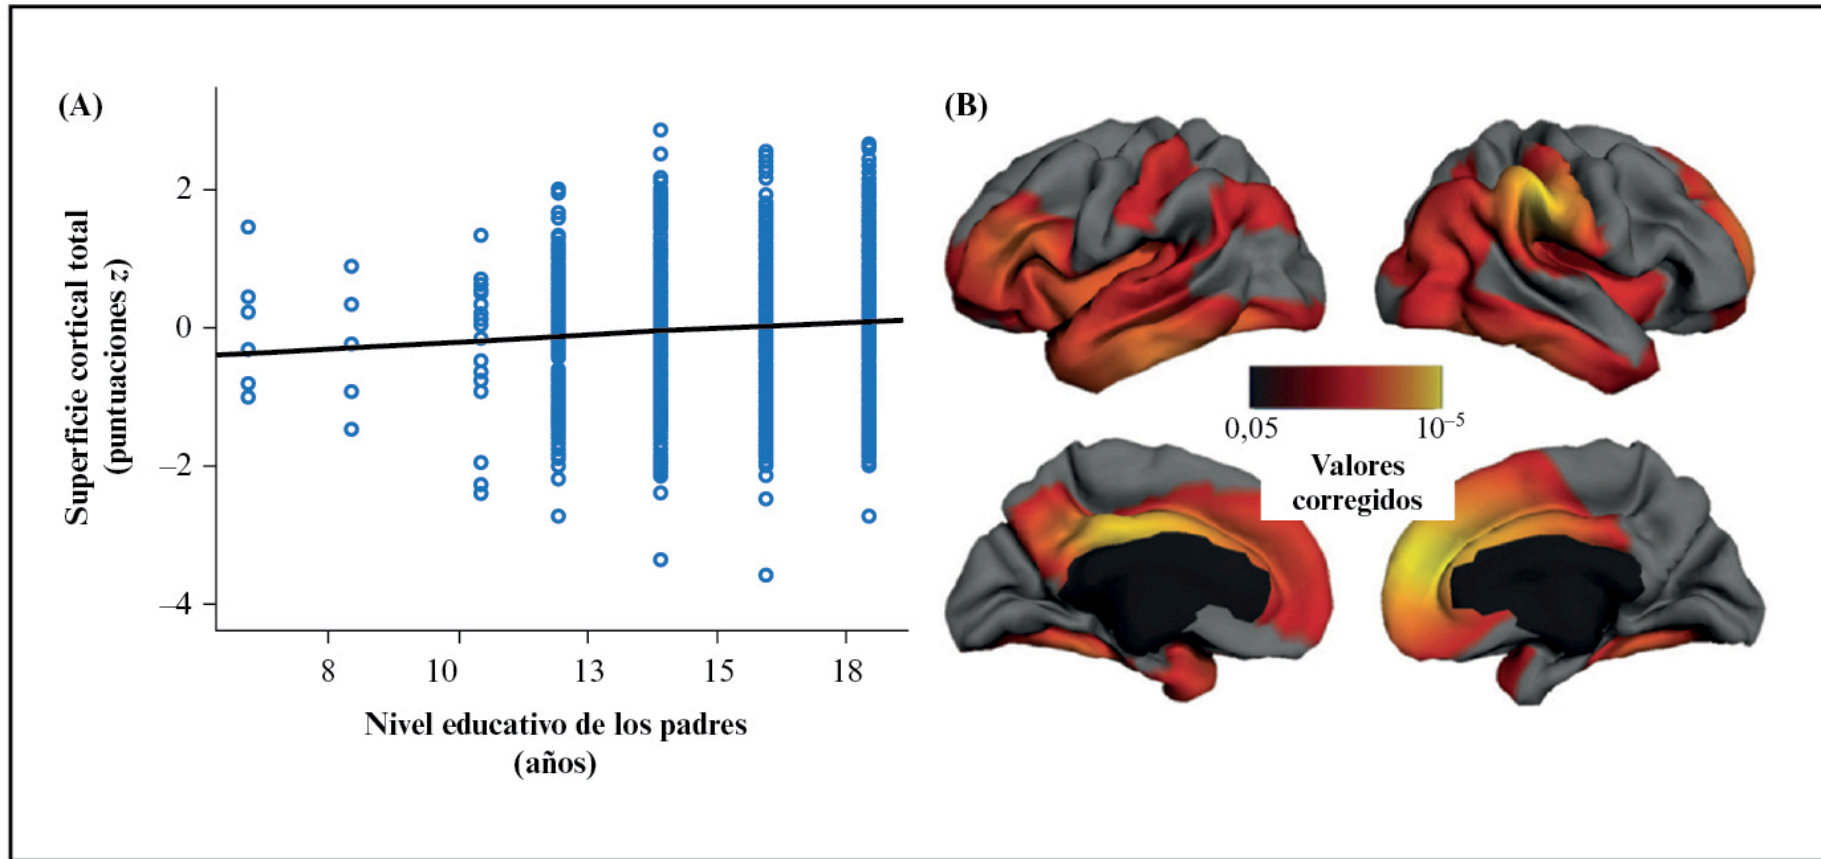 (A)
Superficie cortical total
(puntuaciones z)
2
0
–2
–4
8
10
13
15
18
Nivel educativo de los padres
(años)
(B)
0,05
10⁻⁵
Valores
corregidos